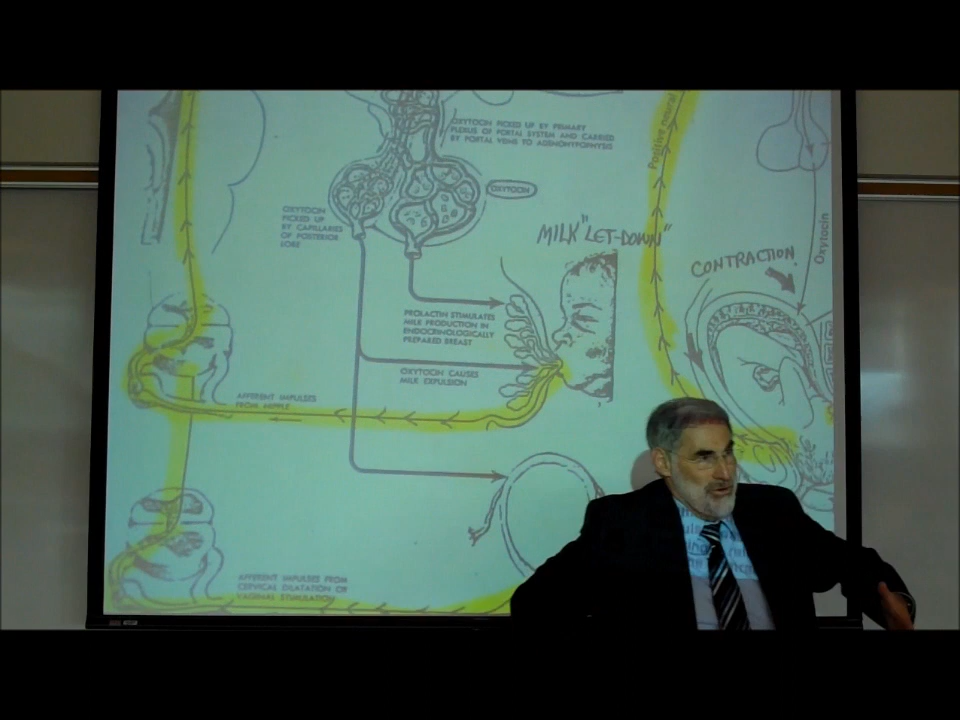 OXYTOCIN PICKED UP BY PRIMARY
PLEXUS OF PORTAL SYSTEM AND CARRIED
BY PORTAL VEINS TO ADENOHYPOPHYSIS
OXYTOCIN
OXYTOCIN
PICKED UP
BY CAPILLARIES
OF POSTERIOR
LOBE
MILK "LET-DOWN"
Positive
Oxytocin
CONTRACTION
PROLACTIN STIMULATES
MILK PRODUCTION IN
ENDOCRINOLOGICALLY
PREPARED BREAST
OXYTOCIN CAUSES
MILK EXPULSION
AFFERENT IMPULSES
FROM NIPPLE
AFFERENT IMPULSES FROM
CERVICAL DILATATION OR
VAGINAL STIMULATION